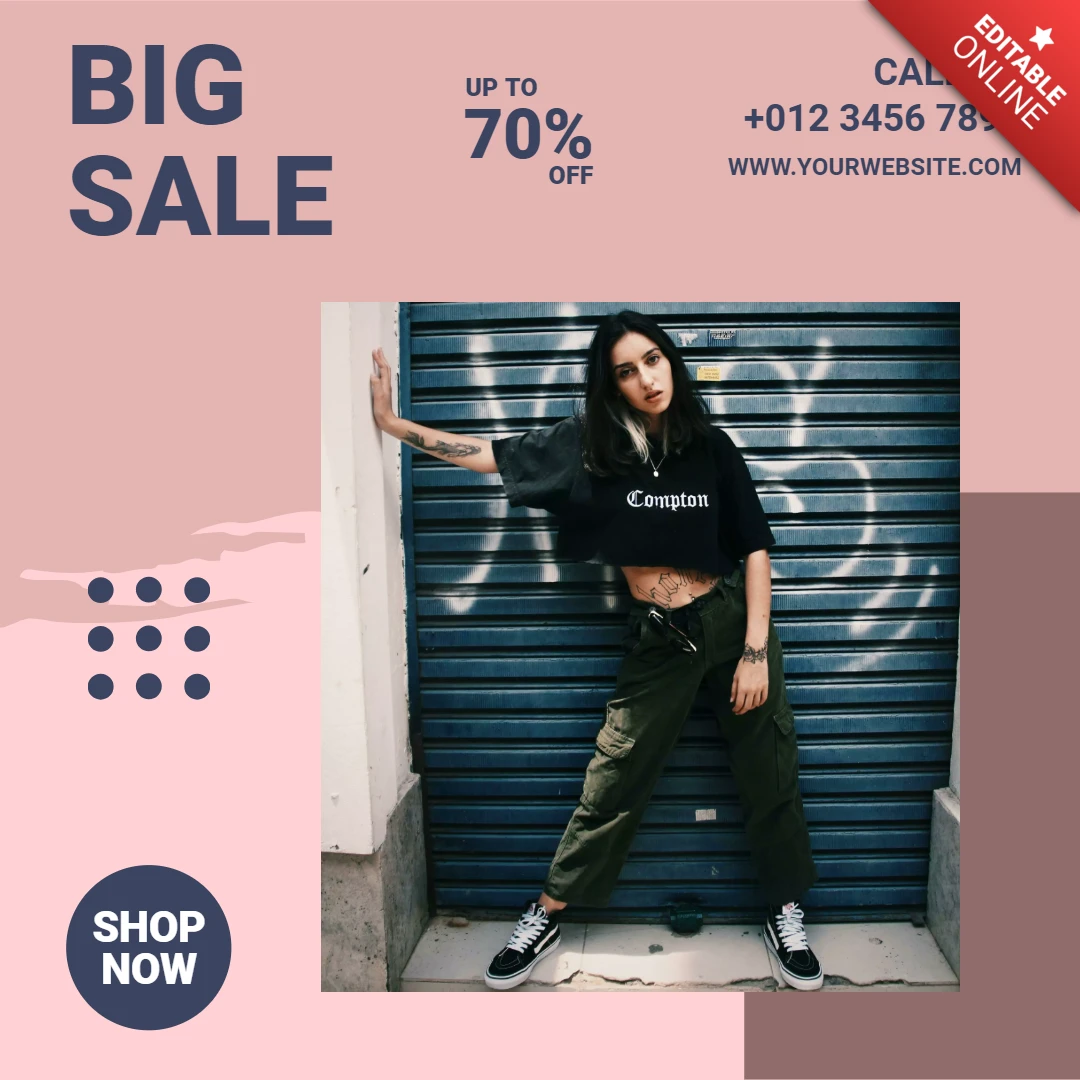 BIG
SALE
UP TO
70%
OFF
+012 3456 789
WWW.YOURWEBSITE.COM
EDITABLE
ONLINE
Compton
SHOP
NOW